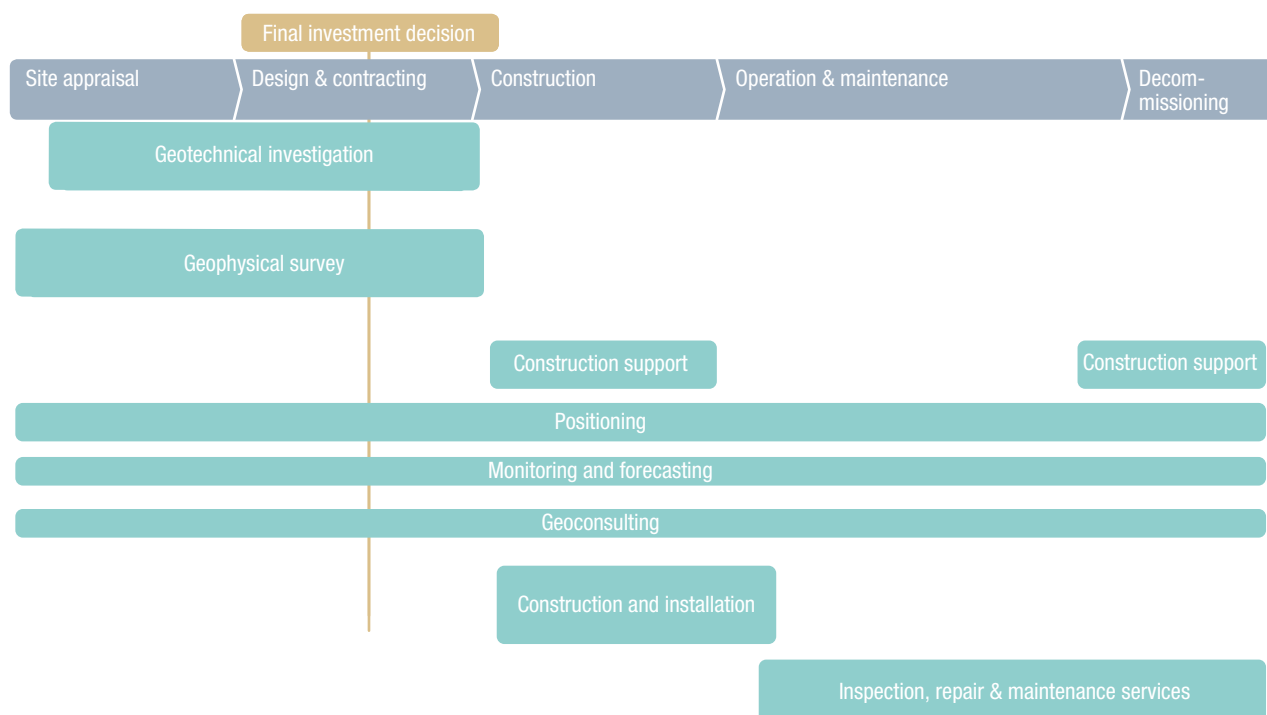 Final investment decision
Site appraisal
Design & contracting
Construction
Operation & maintenance
Decom-
missioning
Geotechnical investigation
Geophysical survey
Construction support
Construction support
Positioning
Monitoring and forecasting
Geoconsulting
Construction and installation
Inspection, repair & maintenance services